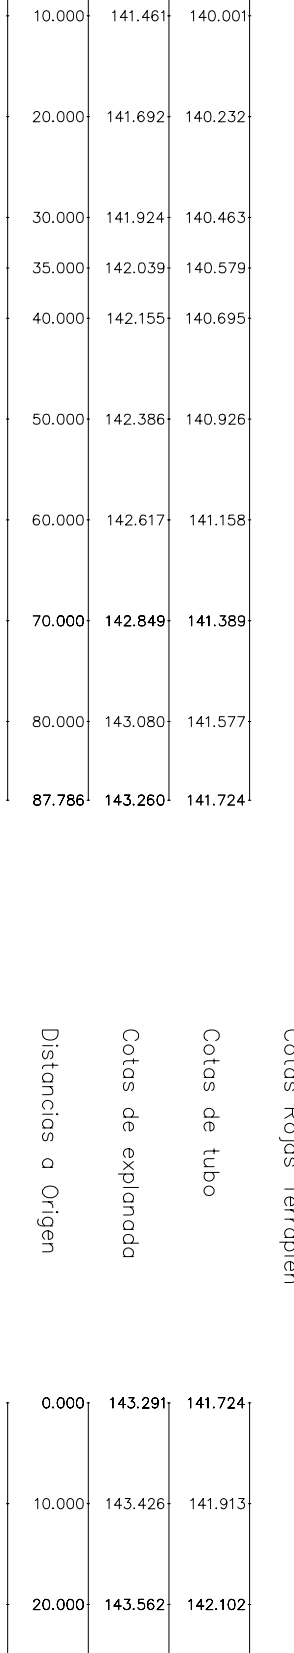 10.000 141.461 140.001
20.000 141.692 140.232
30.000 141.924 140.463
35.000 142.039 140.579
40.000 142.155 140.695
50.000 142.386 140.926
60.000 142.617 141.158
70.000 142.849 141.389
80.000 143.080 141.577
87.786 143.260 141.724
Distancias a Origen
Cotas de explanada
Cotas de tubo
Cotas Rojas Terraplen
0.000 143.291 141.724
10.000 143.426 141.913
20.000 143.562 142.102